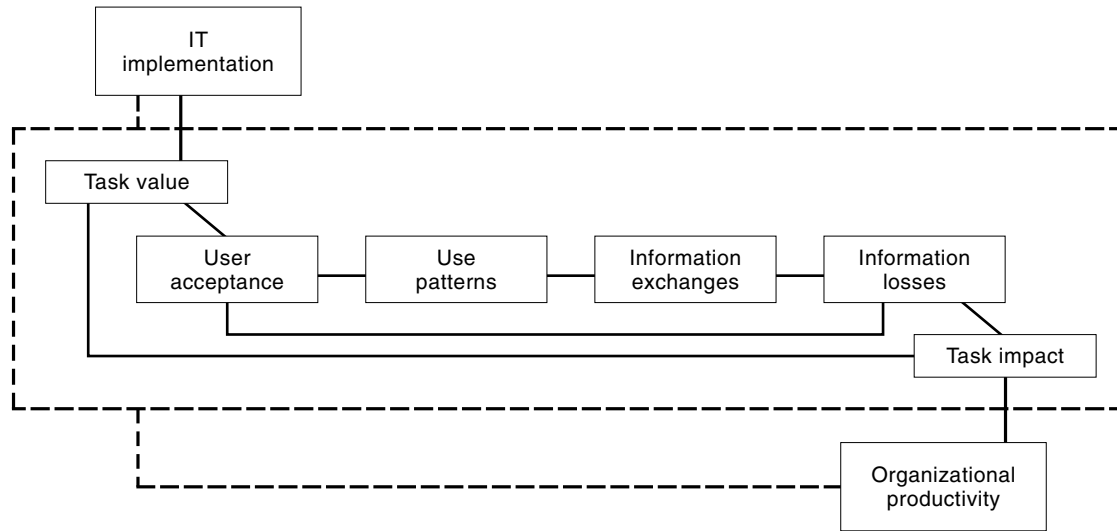 IT
implementation
Task value
User
acceptance
Use
patterns
Information
exchanges
Information
losses
Task impact
Organizational
productivity